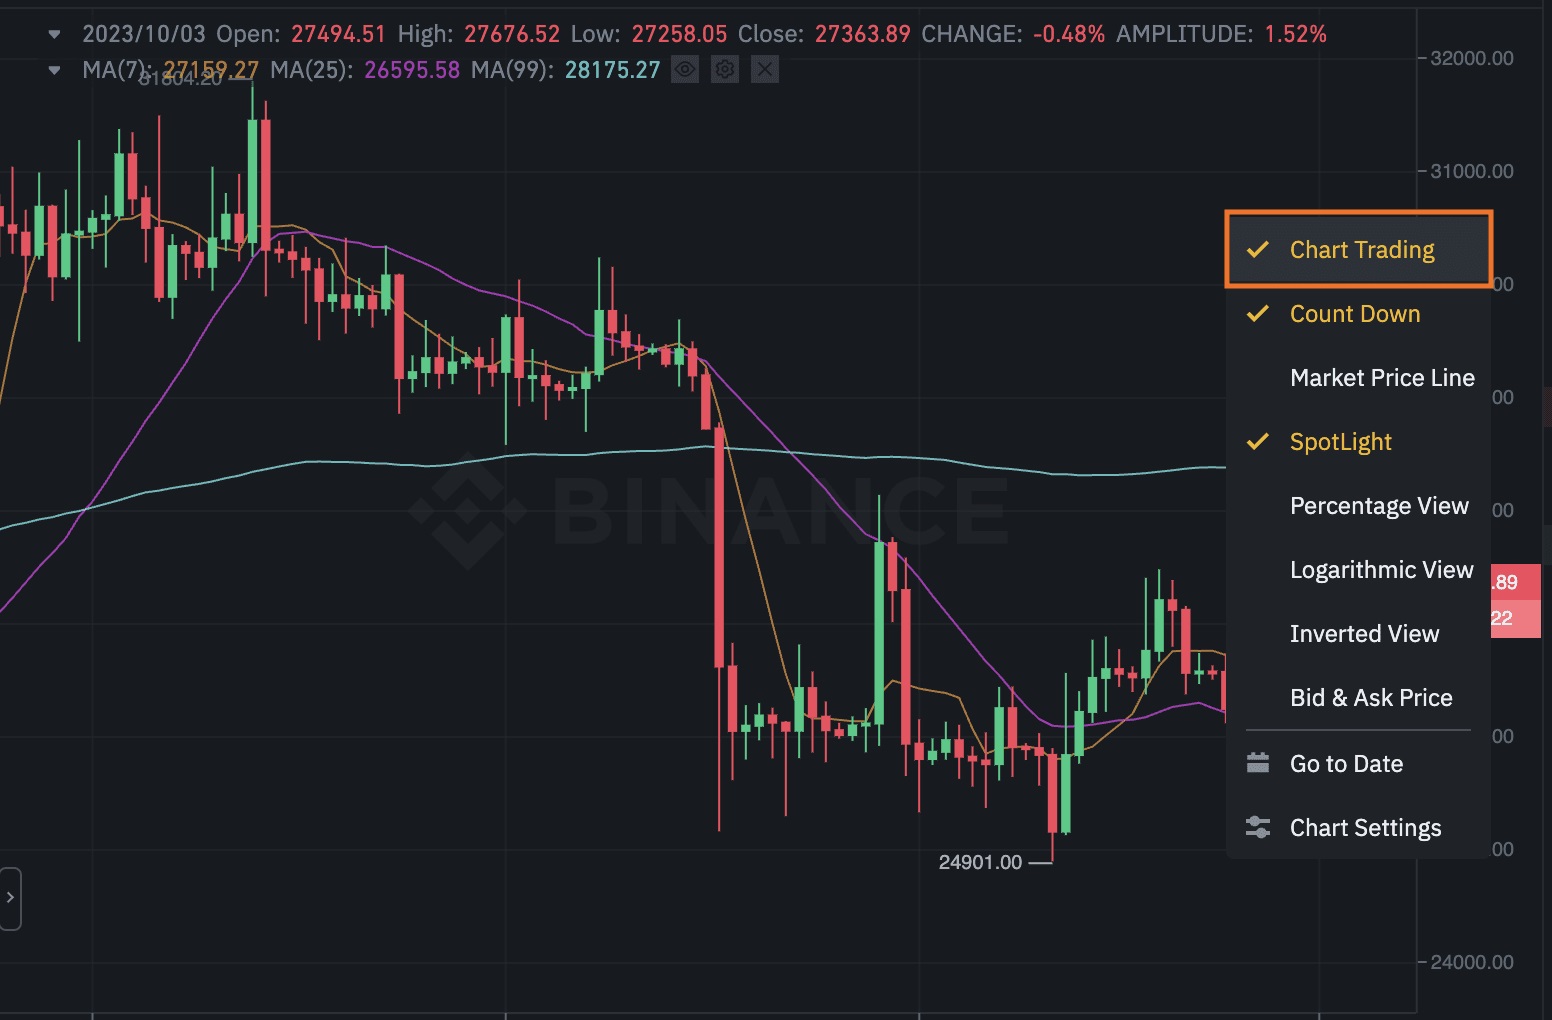 2023/10/03 Open: 27494.51 High: 27676.52 Low: 27258.05 Close: 27363.89 CHANGE: -0.48% AMPLITUDE: 1.52%
MA(7): 27159.27 MA(25): 26595.58 MA(99): 28175.27
31804.20
32000.00
31000.00
Chart Trading
00
Count Down
Market Price Line
00
SpotLight
Percentage View
00
BINANCE
Logarithmic View
.89
22
Inverted View
Bid & Ask Price
00
Go to Date
Chart Settings
00
24901.00
24000.00